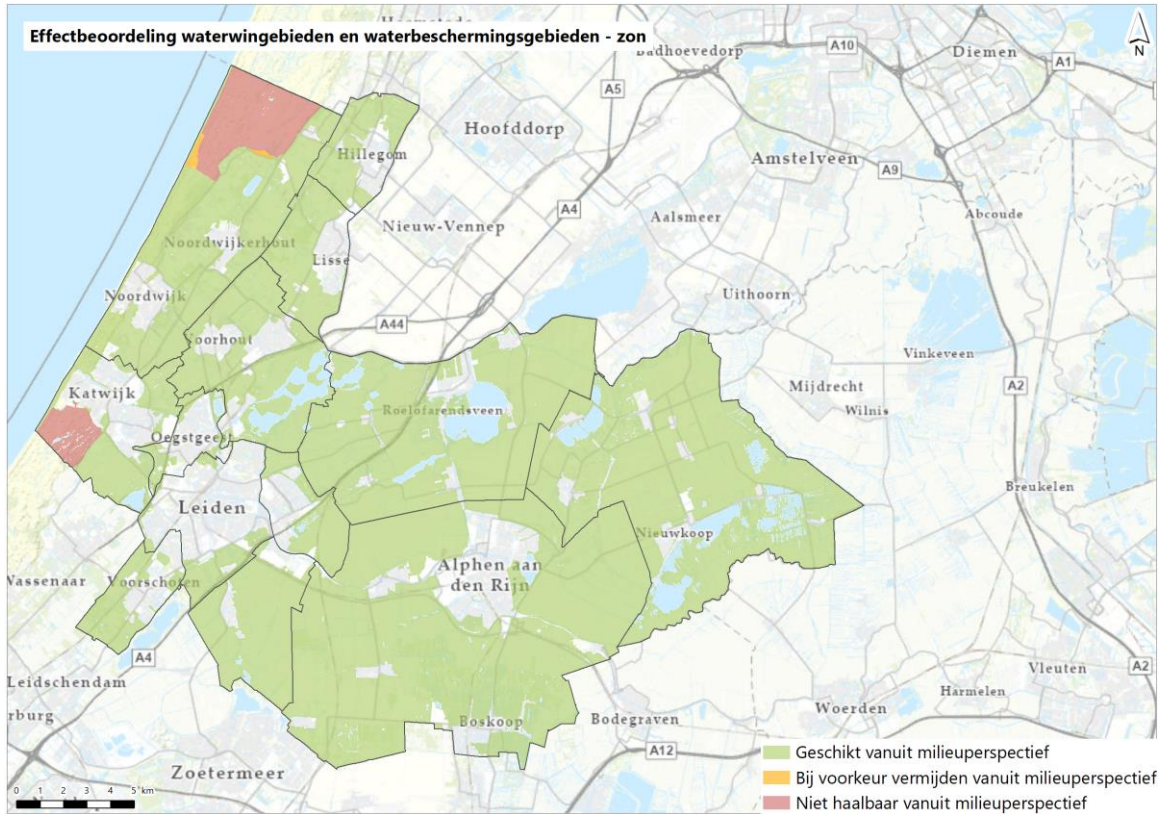 Effectbeoordeling waterwingebieden en waterbeschermingsgebieden - zon
N
Badhoevedorp
A10
Diemen
A1
A5
Hoofddorp
Hillegom
Amstelveen
A9
A4
Nieuw-Vennep
Aalsmeer
Abcoude
Noordwijkerhout
Lisse
Noordwijk
Uithoorn
A44
Voorhout
Vinkeveen
Katwijk
Mijdrecht
A2
Wilnis
Roelofarendsveen
Oegstgeest
Leiden
Breukelen
Nieuwkoop
Alphen aan
den Rijn
Wassenaar
Voorschoten
A4
Vleuten
A2
Leidschendam
Harmelen
rburg
Woerden
Boskoop
Bodegraven
A12
Zoetermeer
0 1 2 3 4 5 km
Geschikt vanuit milieuperspectief
Bij voorkeur vermijden vanuit milieuperspectief
Niet haalbaar vanuit milieuperspectief